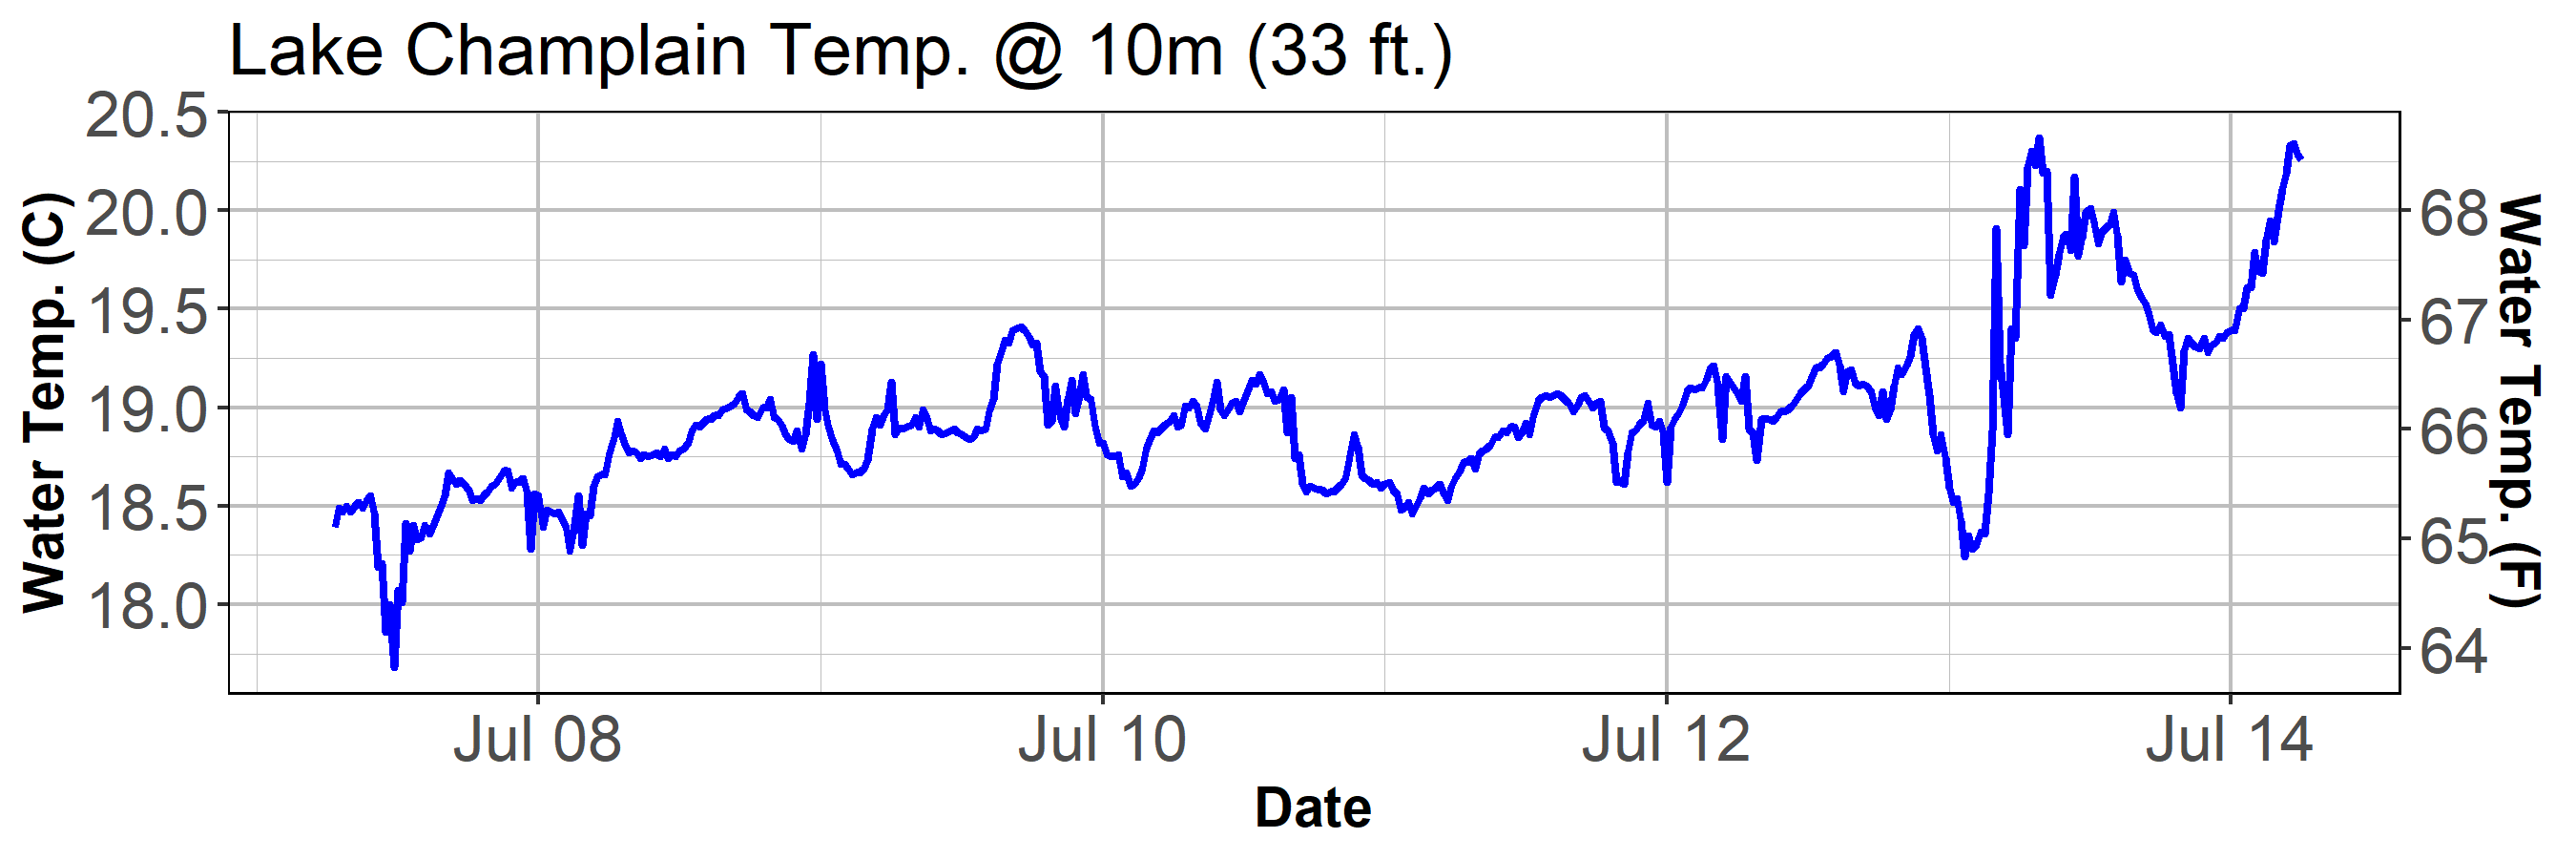 Lake Champlain Temp. @ 10m (33 ft.)
Water Temp. (C)
20.5
20.0
19.5
19.0
18.5
18.0
68
67
66
65
64
Water Temp. (F)
Jul 08 Jul 10 Jul 12 Jul 14
Date